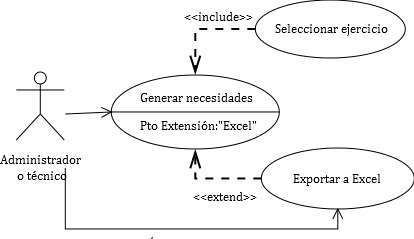 <<include>>
Seleccionar ejercicio
Generar necesidades
Pto Extensión:"Excel"
Administrador
o técnico
Exportar a Excel
<<extend>>